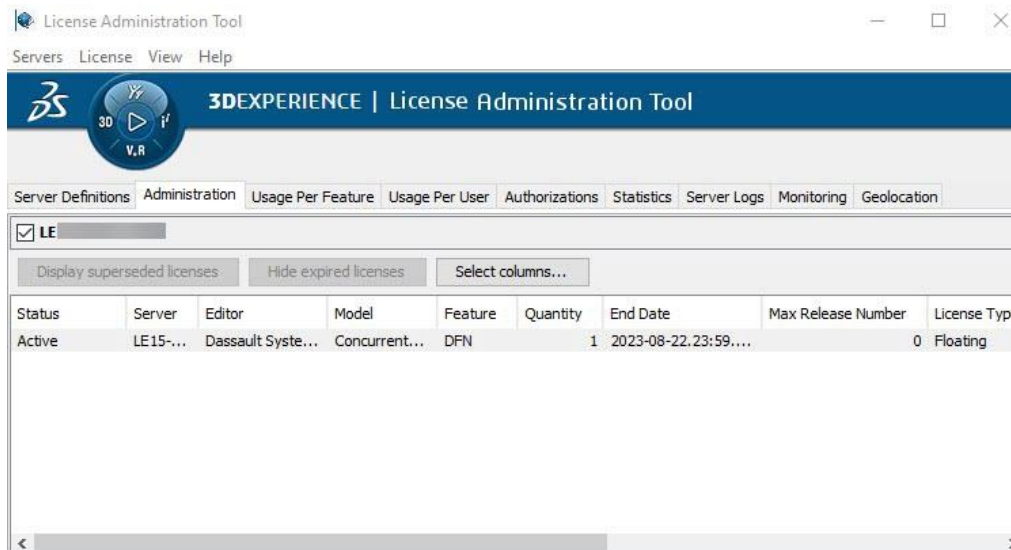 License Administration Tool
Servers License View Help
3DEXPERIENCE | License Administration Tool
3D
V.R
Server Definitions Administration Usage Per Feature Usage Per User Authorizations Statistics Server Logs Monitoring Geolocation
LE
Display superseded licenses Hide expired licenses Select columns...
Status Server Editor Model Feature Quantity End Date Max Release Number License Typ
Active LE15-... Dassault Syste... Concurrent... DFN 1 2023-08-22.23:59.... 0 Floating